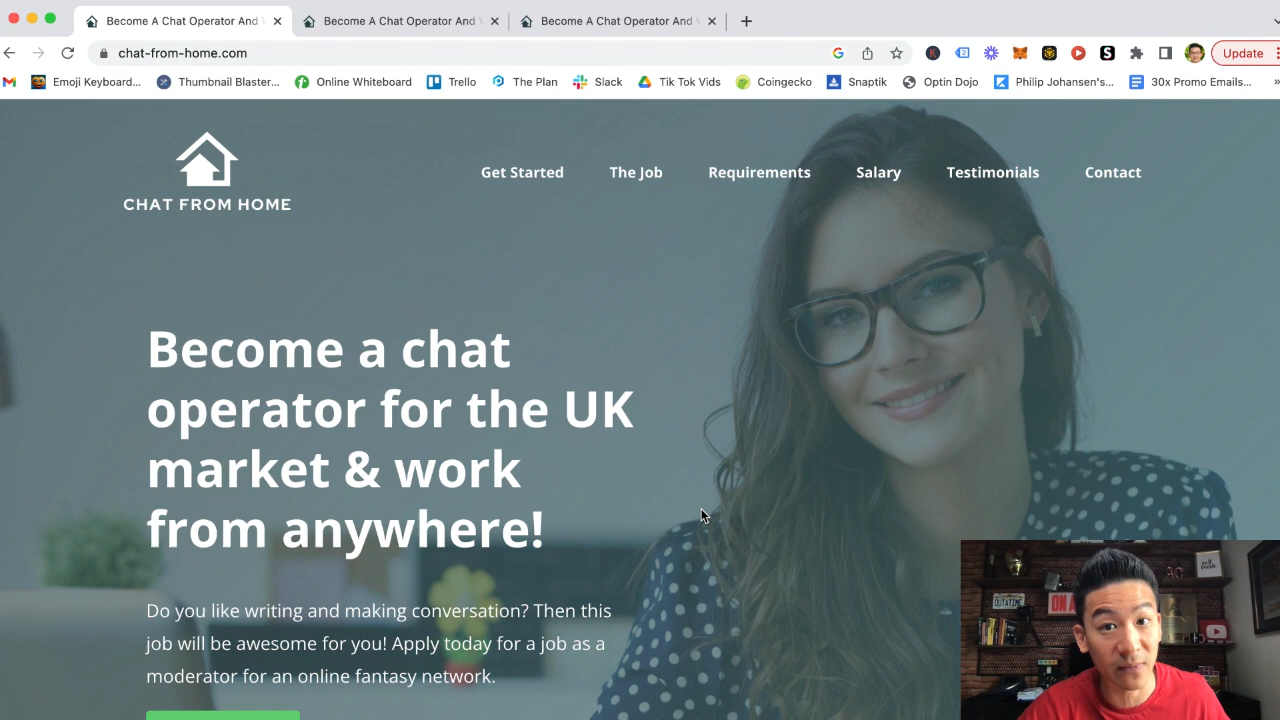 Become A Chat Operator And
Become A Chat Operator And
Become A Chat Operator And
chat-from-home.com
Update
Emoji Keyboard...
Thumbnail Blaster...
Online Whiteboard
Trello
The Plan
Slack
Tik Tok Vids
Coingecko
Snaptik
Optin Dojo
Philip Johansen's...
30x Promo Emails...
CHAT FROM HOME
Get Started
The Job
Requirements
Salary
Testimonials
Contact
Become a chat
operator for the UK
market & work
from anywhere!
Do you like writing and making conversation? Then this
job will be awesome for you! Apply today for a job as a
moderator for an online fantasy network.